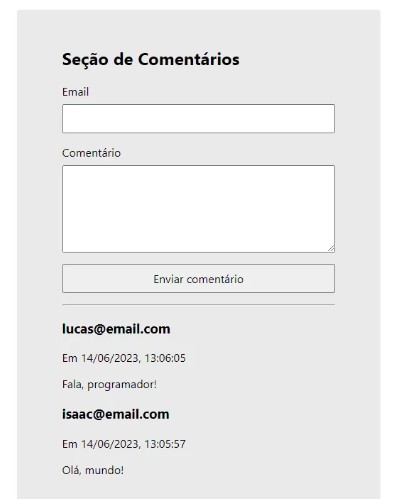 Seção de Comentários
Email
Comentário
Enviar comentário
lucas@email.com
Em 14/06/2023, 13:06:05
Fala, programador!
isaac@email.com
Em 14/06/2023, 13:05:57
Olá, mundo!